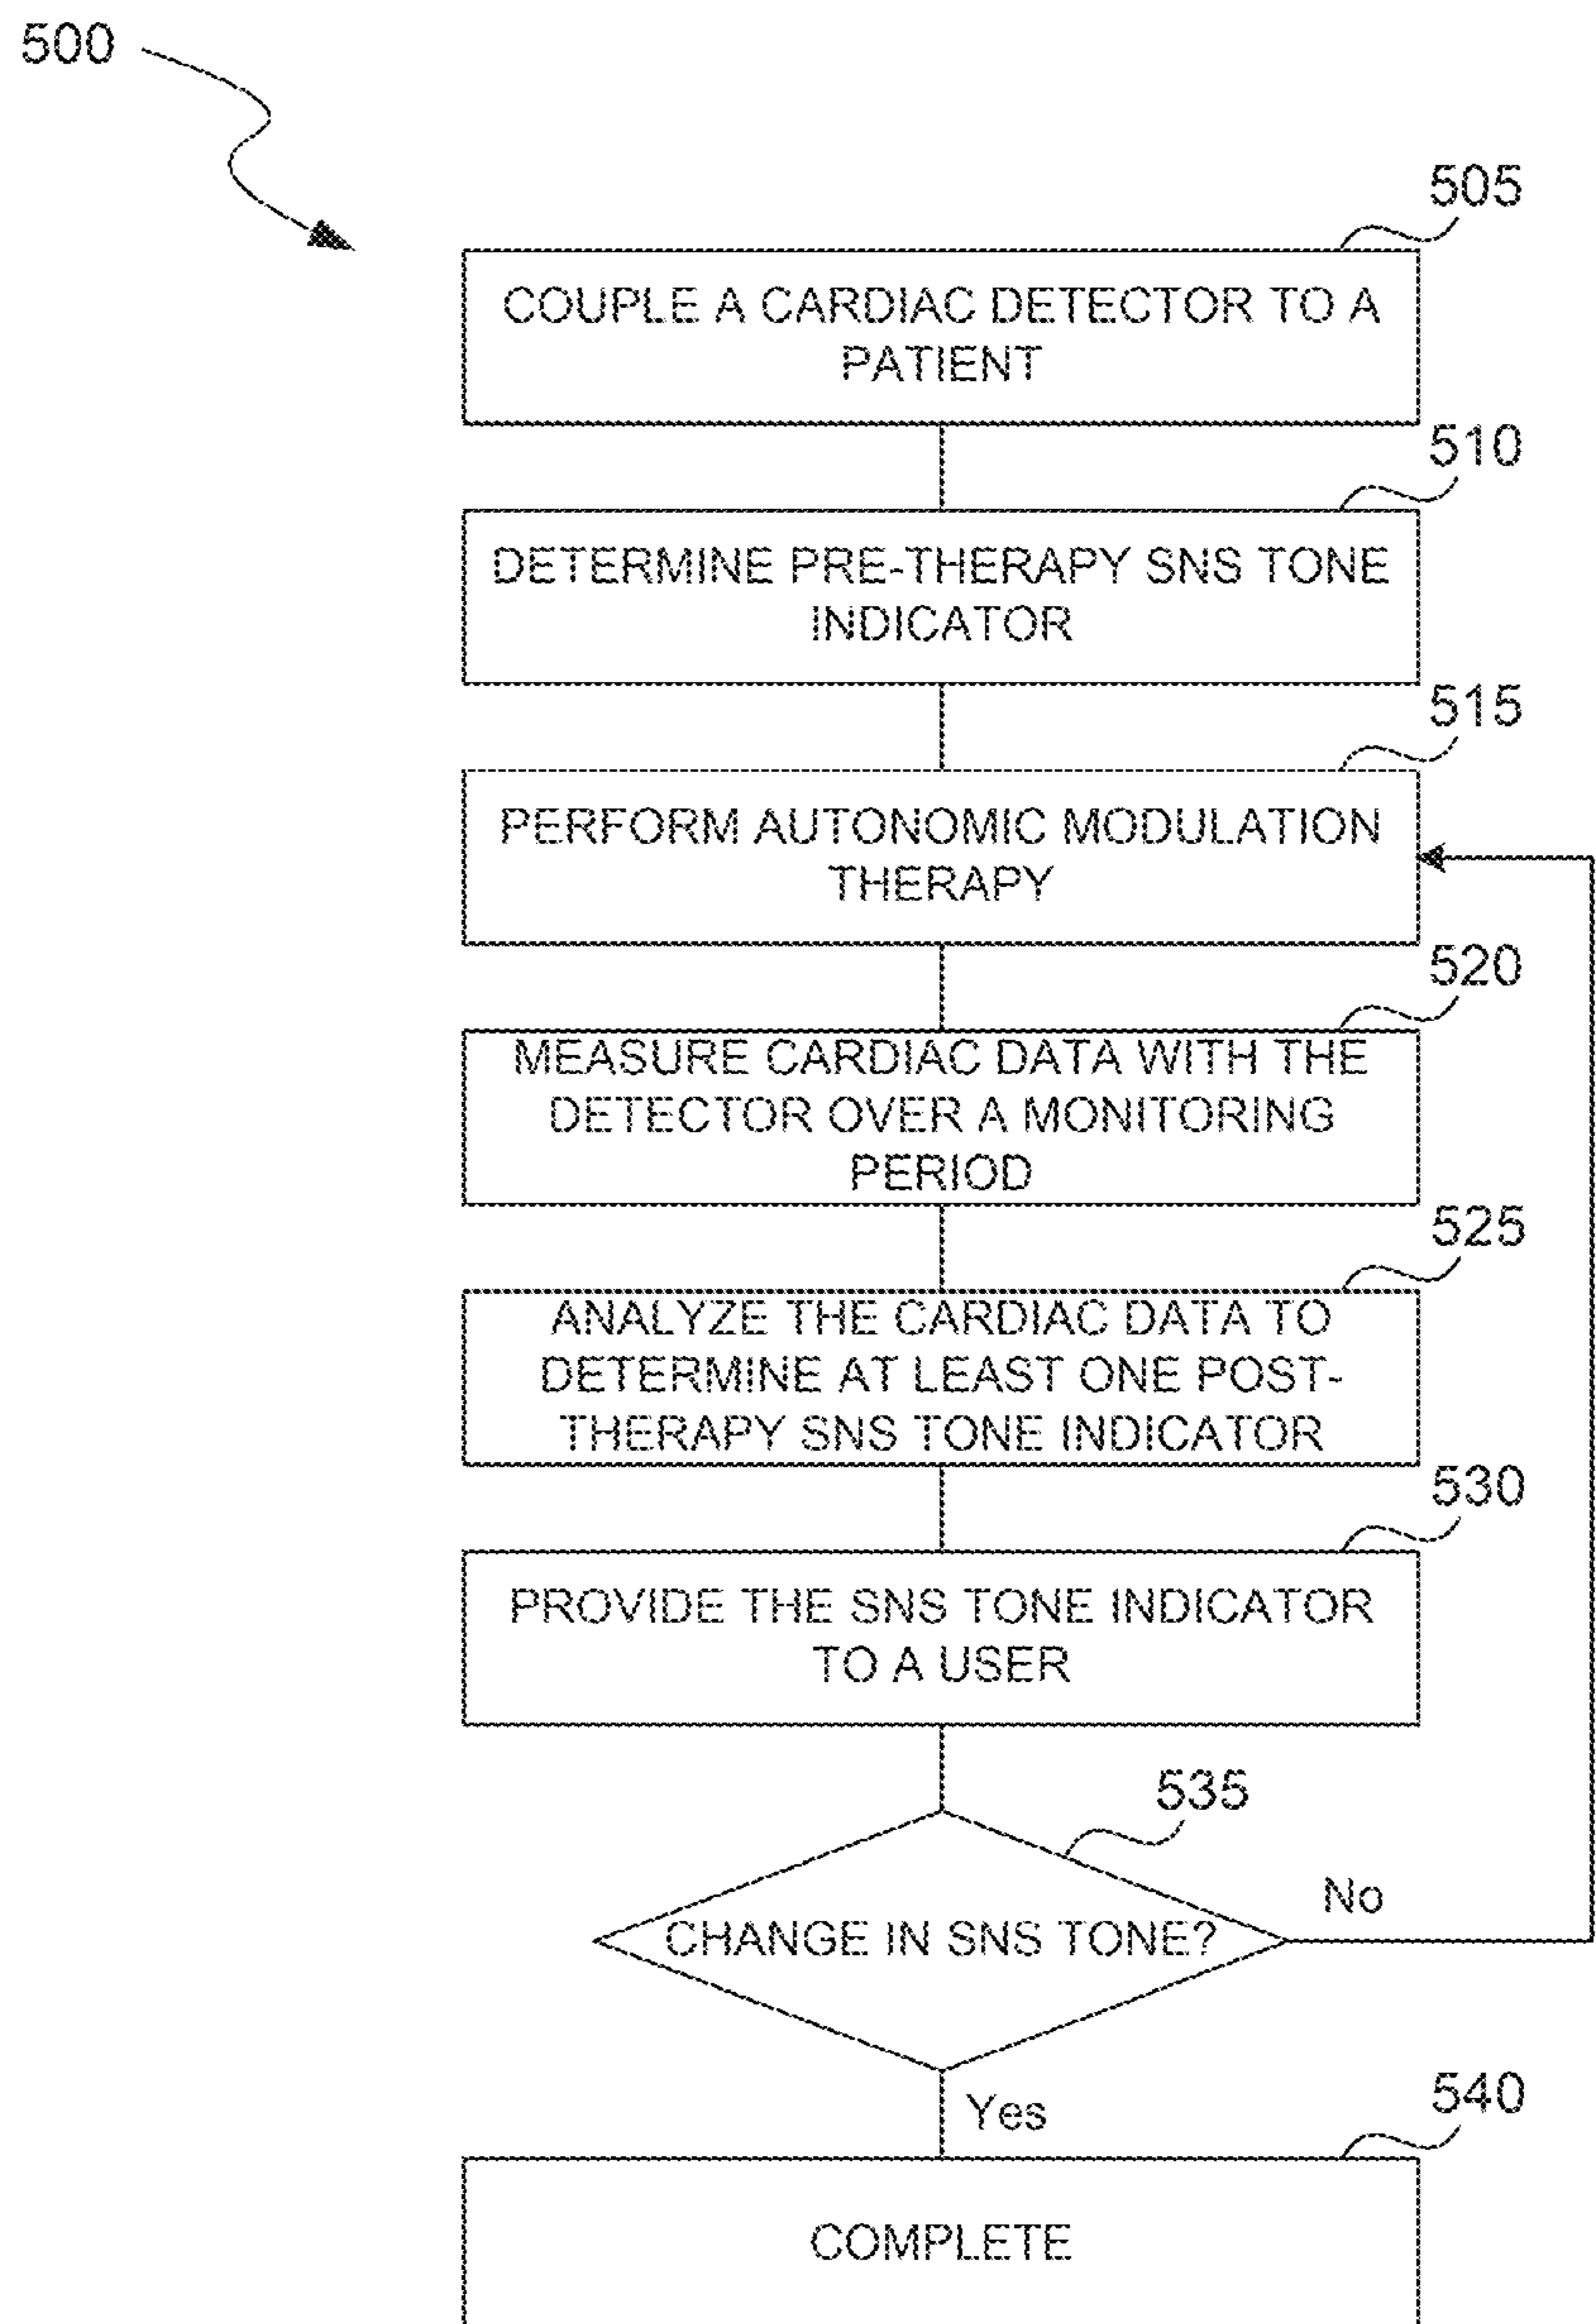 500
505
COUPLE A CARDIAC DETECTOR TO A
PATIENT
510
DETERMINE PRE-THERAPY SNS TONE
INDICATOR
515
PERFORM AUTONOMIC MODULATION
THERAPY
520
MEASURE CARDIAC DATA WITH THE
DETECTOR OVER A MONITORING
PERIOD
525
ANALYZE THE CARDIAC DATA TO
DETERMINE AT LEAST ONE POST-
THERAPY SNS TONE INDICATOR
530
PROVIDE THE SNS TONE INDICATOR
TO A USER
535
CHANGE IN SNS TONE?
No
Yes
540
COMPLETE